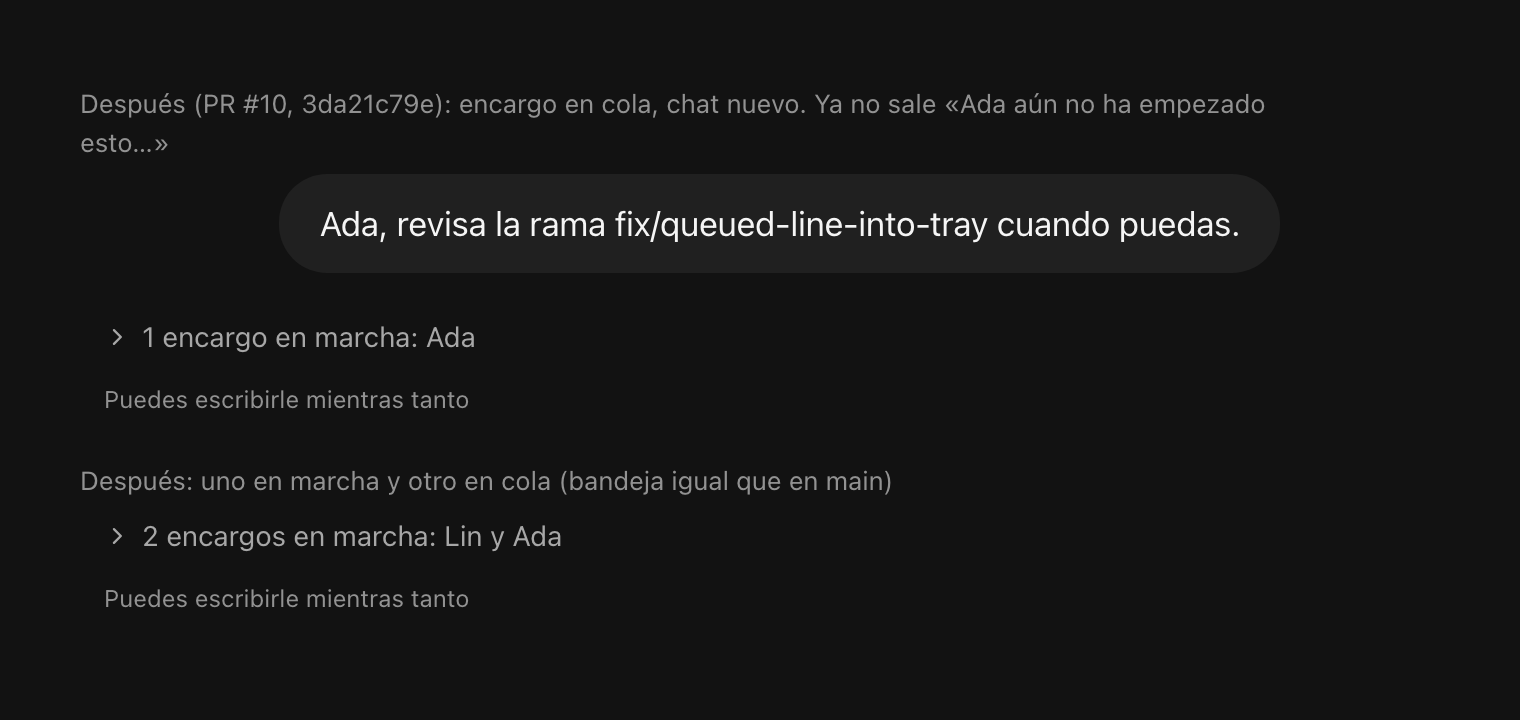 Después (PR #10, 3da21c79e): encargo en cola, chat nuevo. Ya no sale «Ada aún no ha empezado
esto...»
Ada, revisa la rama fix/queued-line-into-tray cuando puedas.
1 encargo en marcha: Ada
Puedes escribirle mientras tanto
Después: uno en marcha y otro en cola (bandeja igual que en main)
2 encargos en marcha: Lin y Ada
Puedes escribirle mientras tanto